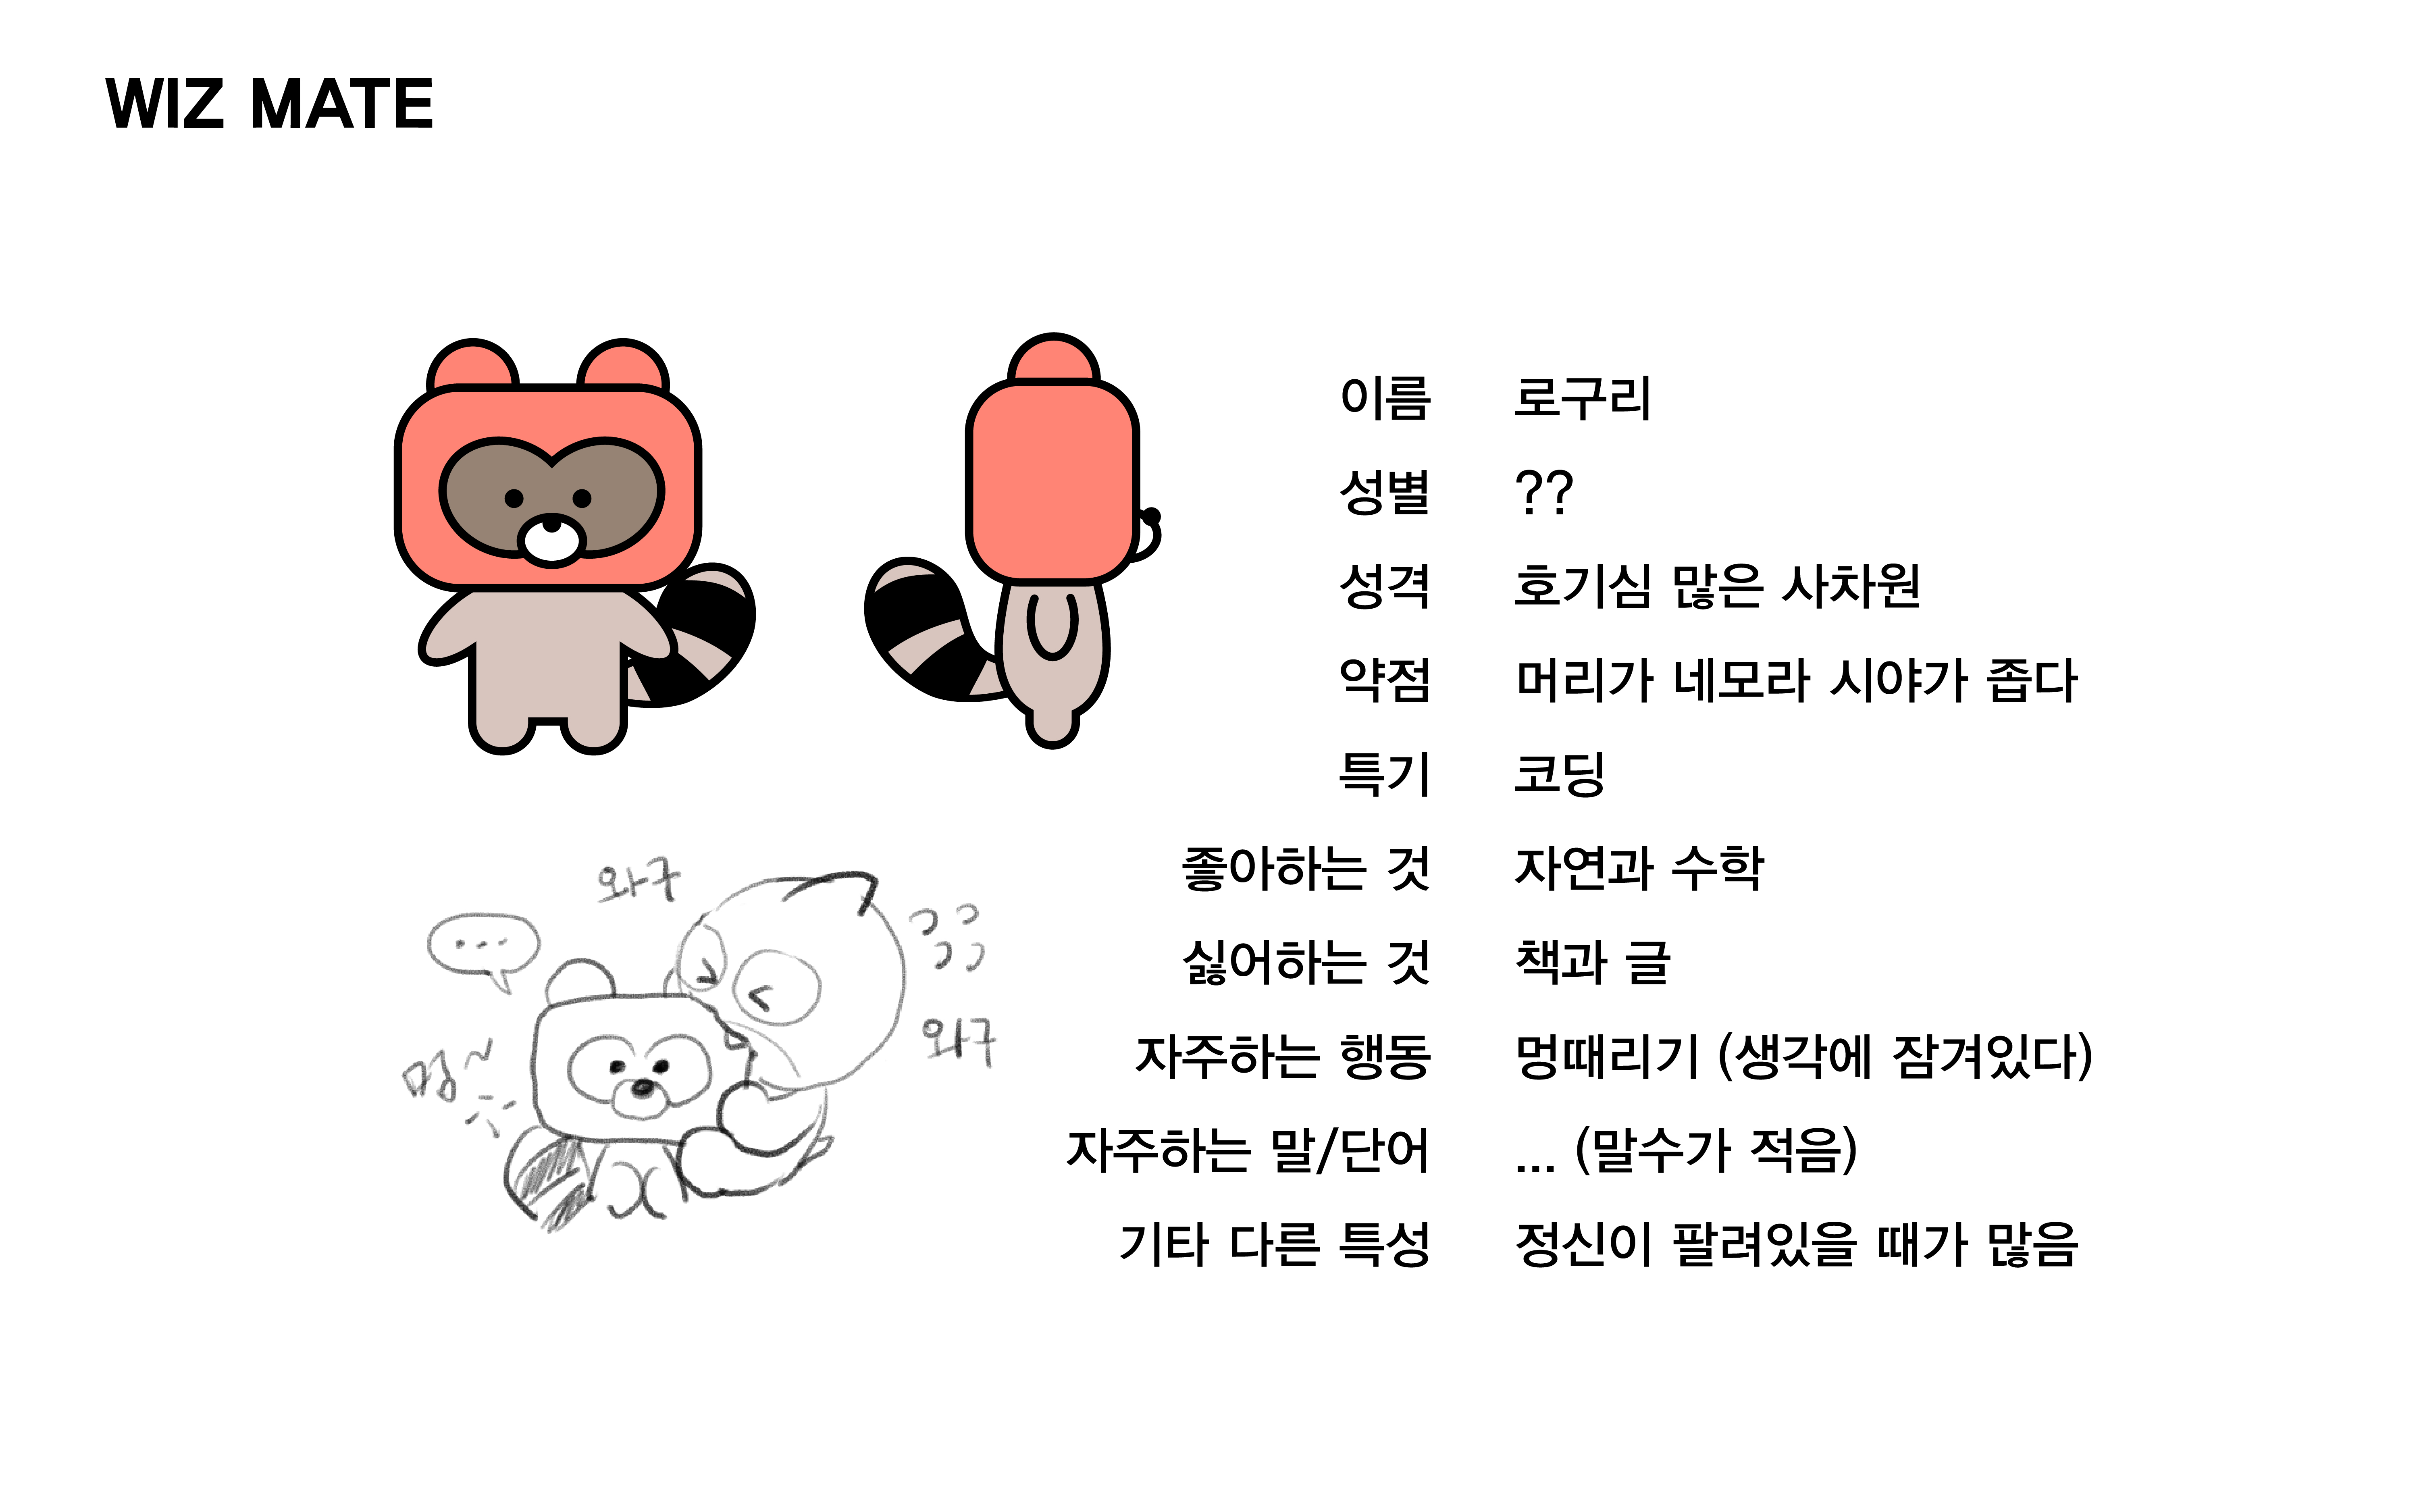 WIZ MATE
이름 로구리
성별 ??
성격 호기심 많은 사차원
약점 머리가 네모라 시야가 좁다
특기 코딩
좋아하는 것 자연과 수학
싫어하는 것 책과 글
자주하는 행동 멍때리기 (생각에 잠겨있다)
자주하는 말/단어 ... (말수가 적음)
기타 다른 특성 정신이 팔려있을 때가 많음
와구
...
와구
멍~